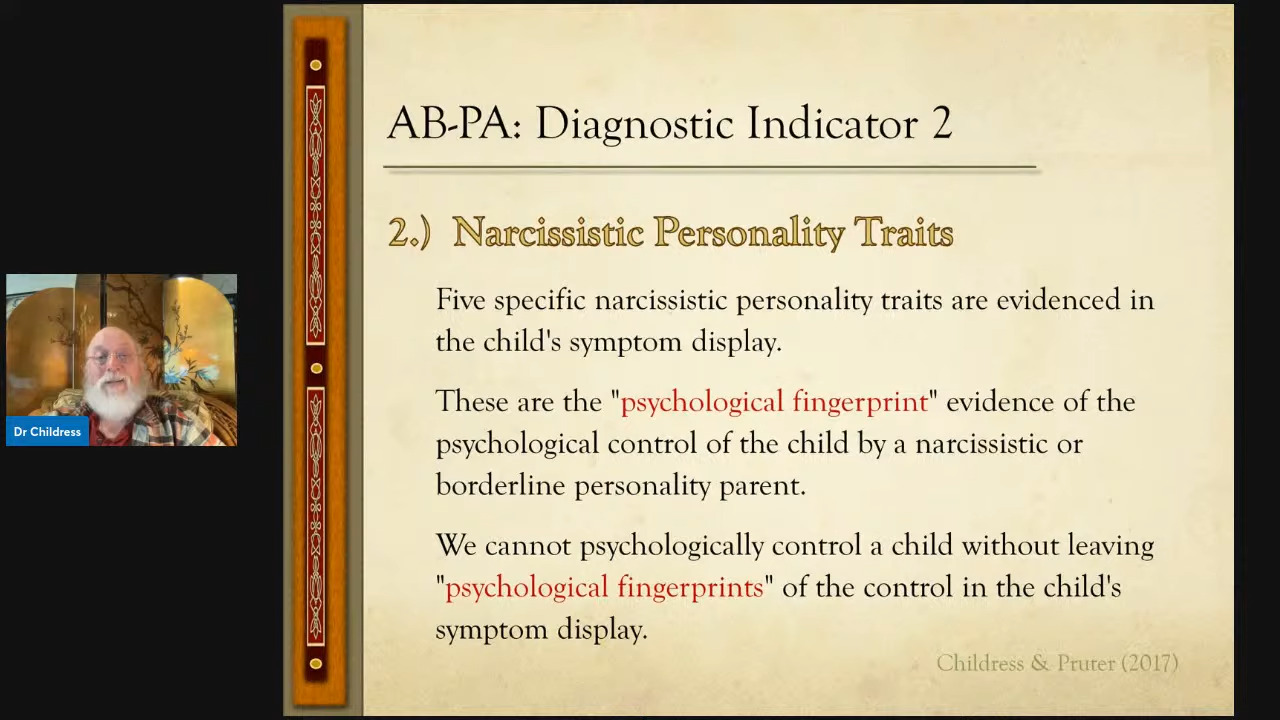 AB-PA: Diagnostic Indicator 2
2.) Narcissistic Personality Traits
Five specific narcissistic personality traits are evidenced in
the child's symptom display.
These are the "psychological fingerprint" evidence of the
psychological control of the child by a narcissistic or
borderline personality parent.
We cannot psychologically control a child without leaving
"psychological fingerprints" of the control in the child's
symptom display.
Childress & Pruter (2017)
Dr Childress